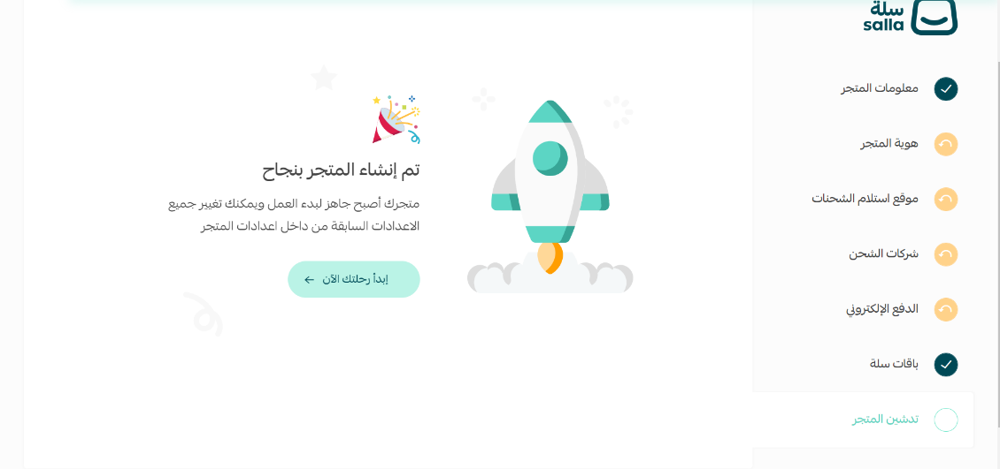 سلة
salla
معلومات المتجر
هوية المتجر
موقع استلام الشحنات
شركات الشحن
الدفع الإلكتروني
باقات سلة
تدشين المتجر
تم إنشاء المتجر بنجاح
متجرك أصبح جاهز لبدء العمل ويمكنك تغيير جميع
الاعدادات السابقة من داخل اعدادات المتجر
إبدأ رحلتك الآن